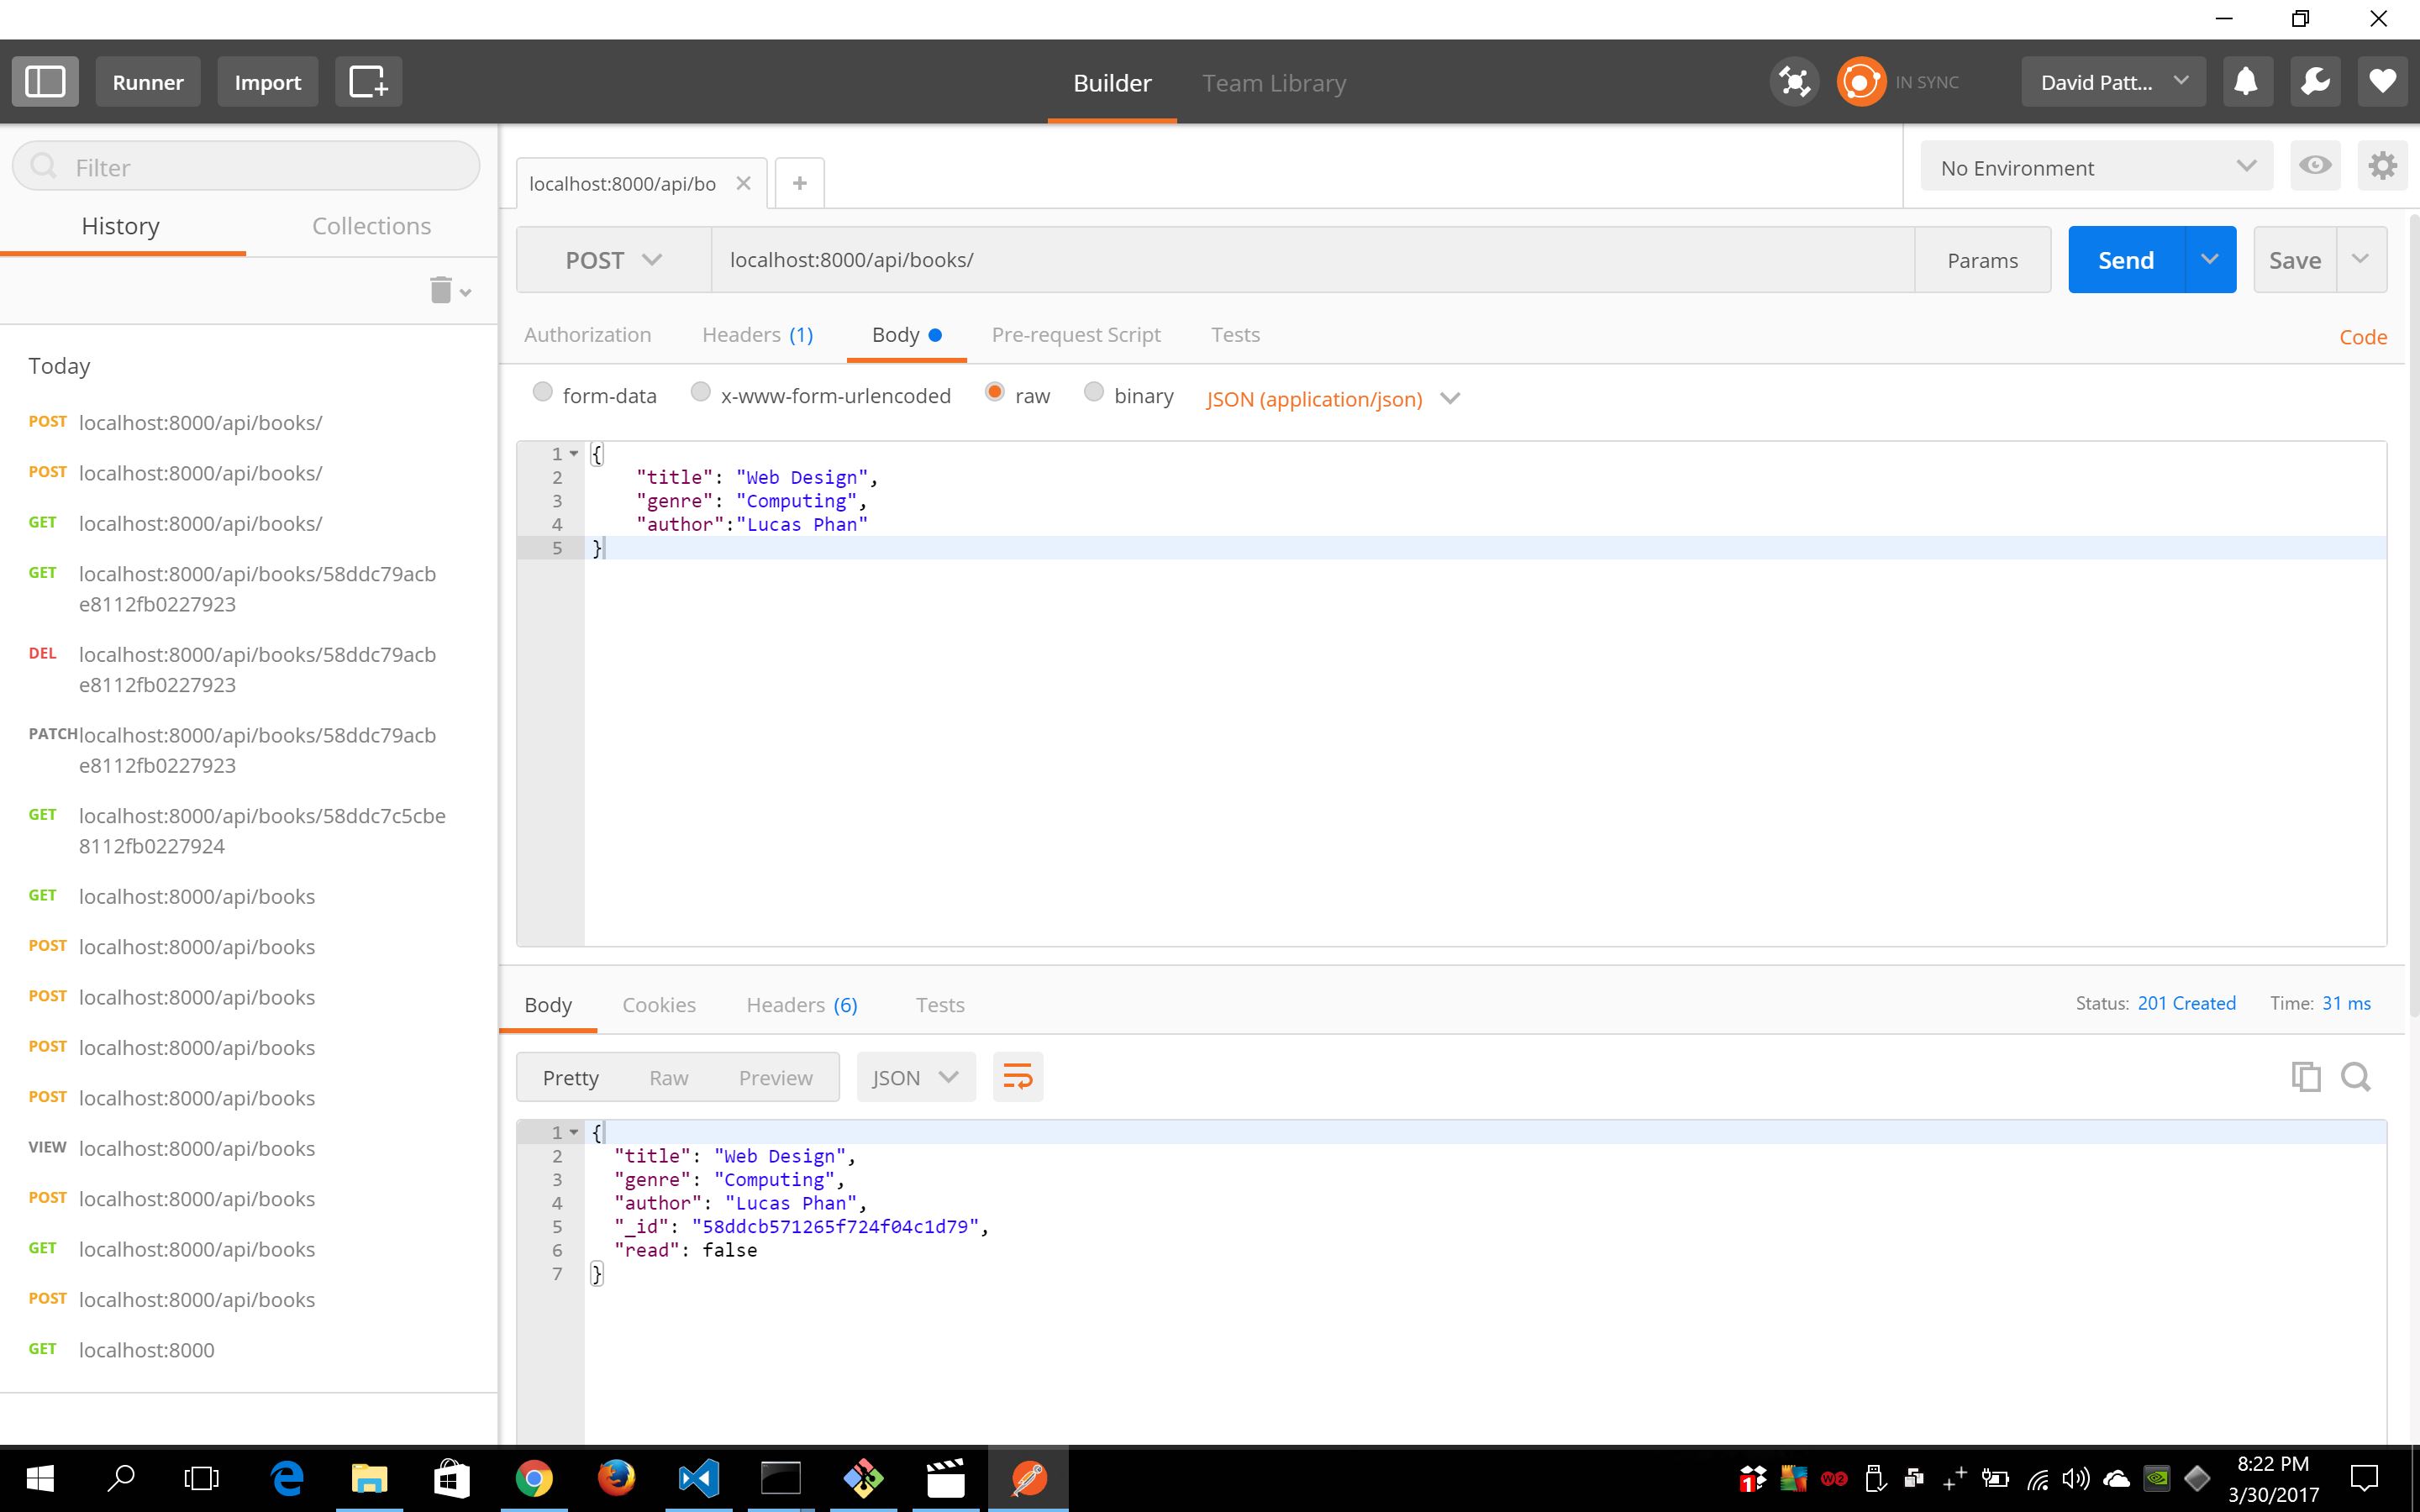 Runner
Import
Builder
Team Library
IN SYNC
David Patt...
Filter
History
Collections
Today
POST localhost:8000/api/books/
POST localhost:8000/api/books/
GET localhost:8000/api/books/
GET localhost:8000/api/books/58ddc79acb
e8112fb0227923
DEL localhost:8000/api/books/58ddc79acb
e8112fb0227923
PATCH localhost:8000/api/books/58ddc79acb
e8112fb0227923
GET localhost:8000/api/books/58ddc7c5cbe
8112fb0227924
GET localhost:8000/api/books
POST localhost:8000/api/books
POST localhost:8000/api/books
POST localhost:8000/api/books
POST localhost:8000/api/books
VIEW localhost:8000/api/books
POST localhost:8000/api/books
GET localhost:8000/api/books
POST localhost:8000/api/books
GET localhost:8000
localhost:8000/api/bo
No Environment
POST localhost:8000/api/books/ Params Send Save
Authorization Headers (1) Body Pre-request Script Tests Code
form-data x-www-form-urlencoded raw binary JSON (application/json)
1 {
2 "title": "Web Design",
3 "genre": "Computing",
4 "author":"Lucas Phan"
5 }
Body Cookies Headers (6) Tests Status: 201 Created Time: 31 ms
Pretty Raw Preview JSON
1 {
2 "title": "Web Design",
3 "genre": "Computing",
4 "author": "Lucas Phan",
5 "_id": "58ddcb571265f724f04c1d79",
6 "read": false
7 }
8:22 PM
3/30/2017